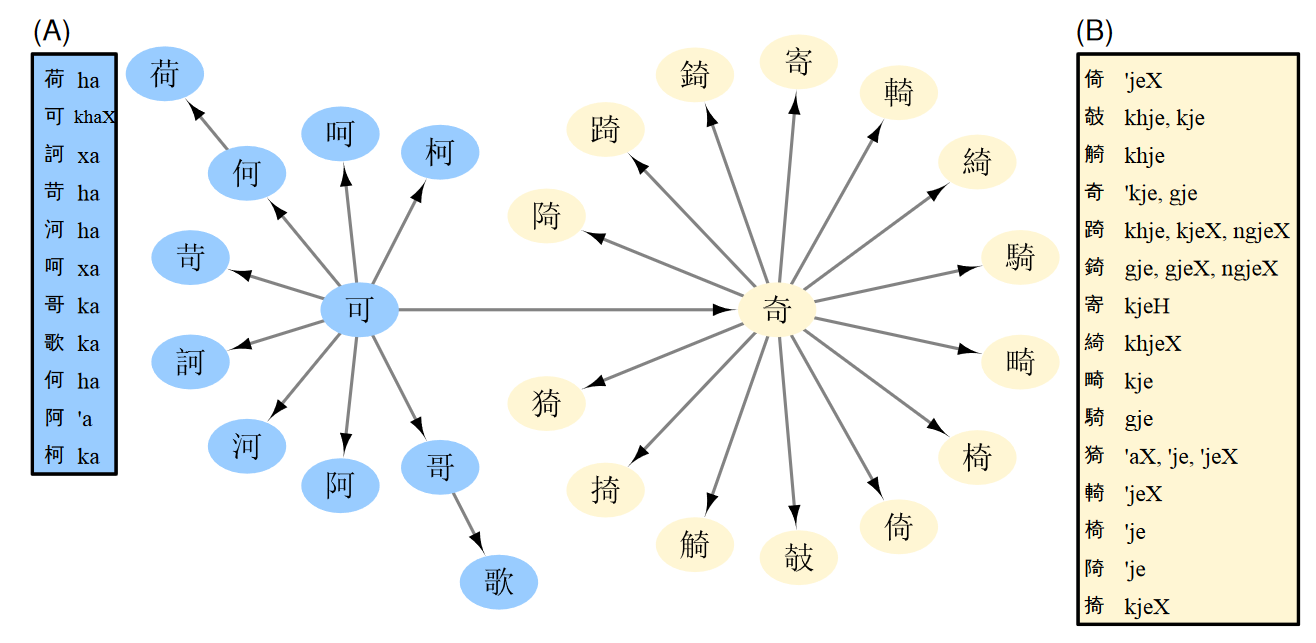 (A)
荷 ha
可 khaX
訶 xa
苛 ha
河 ha
呵 xa
哥 ka
歌 ka
何 ha
阿 'a
柯 ka
荷
呵
柯
何
苛
可
訶
河
阿
哥
歌
寄
錡
輢
踦
綺
陭
騎
奇
畸
猗
椅
掎
倚
觭
攲
(B)
倚 'jeX
攲 khje, kje
觭 khje
奇 'kje, gje
踦 khje, kjeX, ngjeX
錡 gje, gjeX, ngjeX
寄 kjeH
綺 khjeX
畸 kje
騎 gje
猗 'aX, 'je, 'jeX
輢 'jeX
椅 'je
陭 'je
掎 kjeX